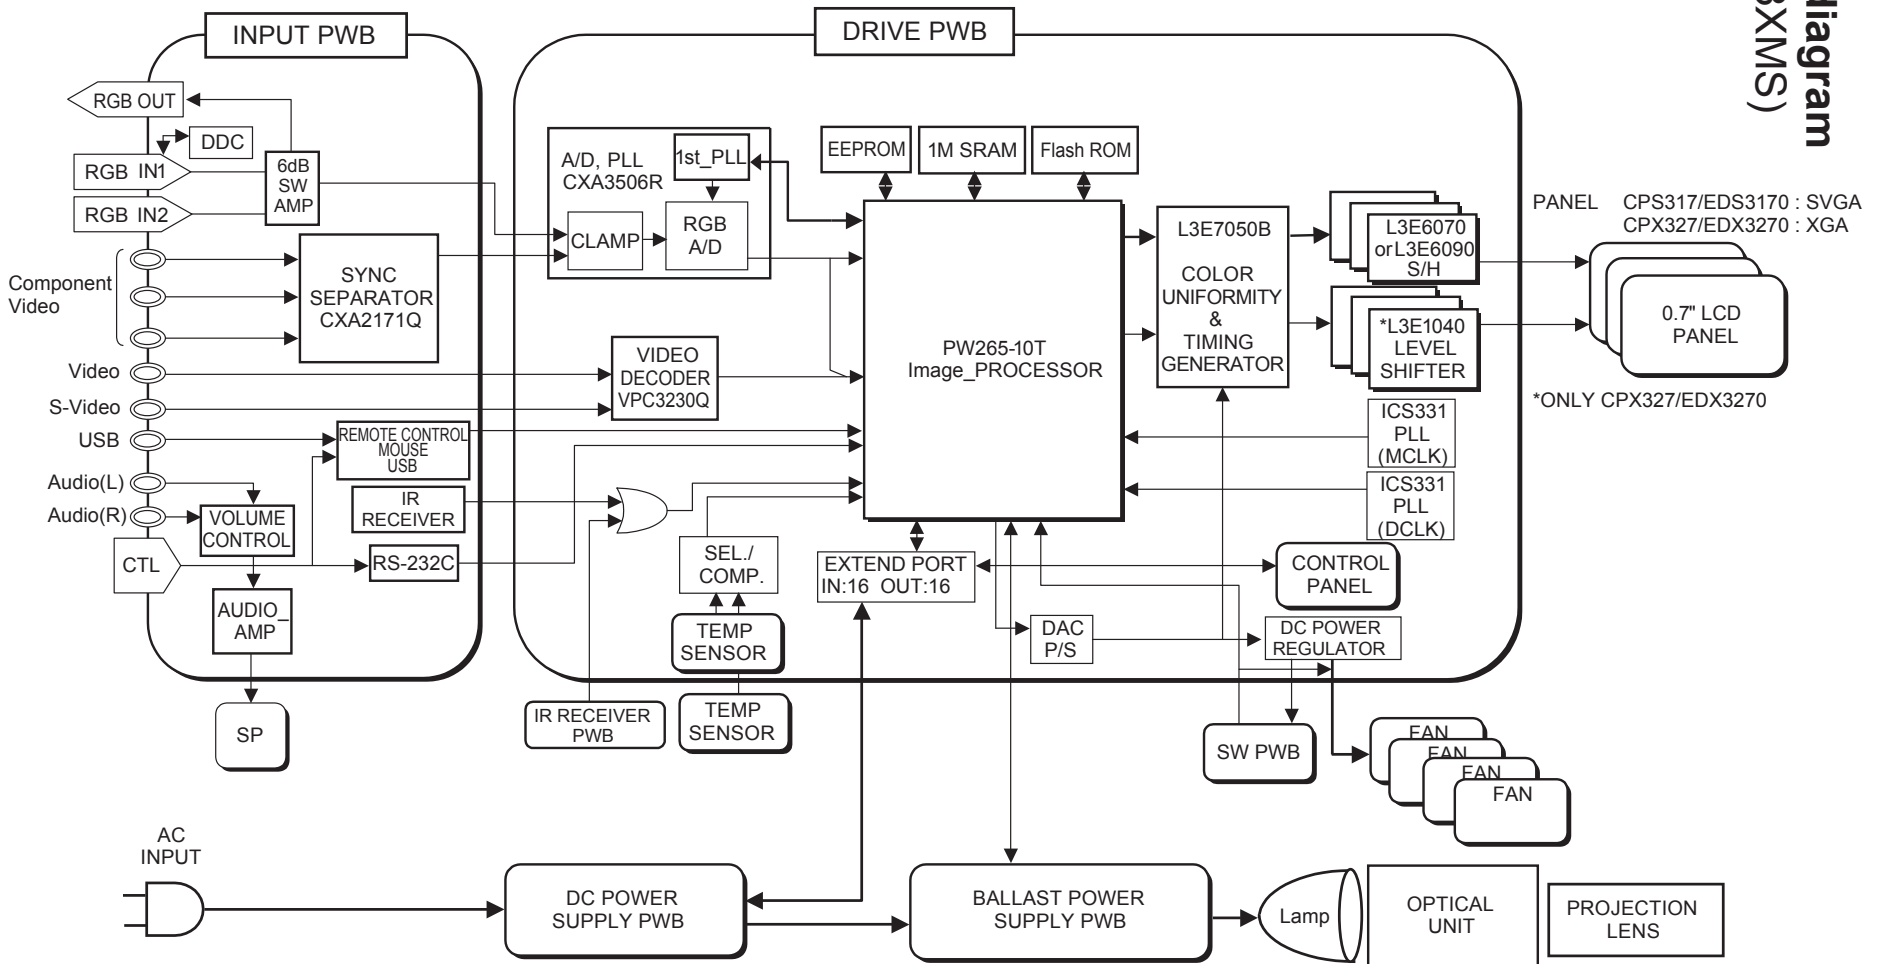 diagram
3XMS)
INPUT PWB
DRIVE PWB
RGB OUT
DDC
RGB IN1
RGB IN2
6dB
SW
AMP
Component
Video
SYNC
SEPARATOR
CXA2171Q
Video
S-Video
USB
Audio(L)
Audio(R)
CTL
VOLUME
CONTROL
AUDIO_
AMP
SP
REMOTE CONTROL
MOUSE
USB
IR
RECEIVER
RS-232C
A/D, PLL
CXA3506R
1st_PLL
CLAMP
RGB
A/D
VIDEO
DECODER
VPC3230Q
EEPROM
1M SRAM
Flash ROM
PW265-10T
Image_PROCESSOR
L3E7050B
COLOR
UNIFORMITY
&
TIMING
GENERATOR
L3E6070
orL3E6090
S/H
*L3E1040
LEVEL
SHIFTER
PANEL CPS317/EDS3170 : SVGA
CPX327/EDX3270 : XGA
0.7" LCD
PANEL
*ONLY CPX327/EDX3270
ICS331
PLL
(MCLK)
ICS331
PLL
(DCLK)
SEL./
COMP.
EXTEND PORT
IN:16 OUT:16
CONTROL
PANEL
TEMP
SENSOR
DAC
P/S
DC POWER
REGULATOR
IR RECEIVER
PWB
TEMP
SENSOR
SW PWB
FAN
FAN
FAN
FAN
AC
INPUT
DC POWER
SUPPLY PWB
BALLAST POWER
SUPPLY PWB
Lamp
OPTICAL
UNIT
PROJECTION
LENS